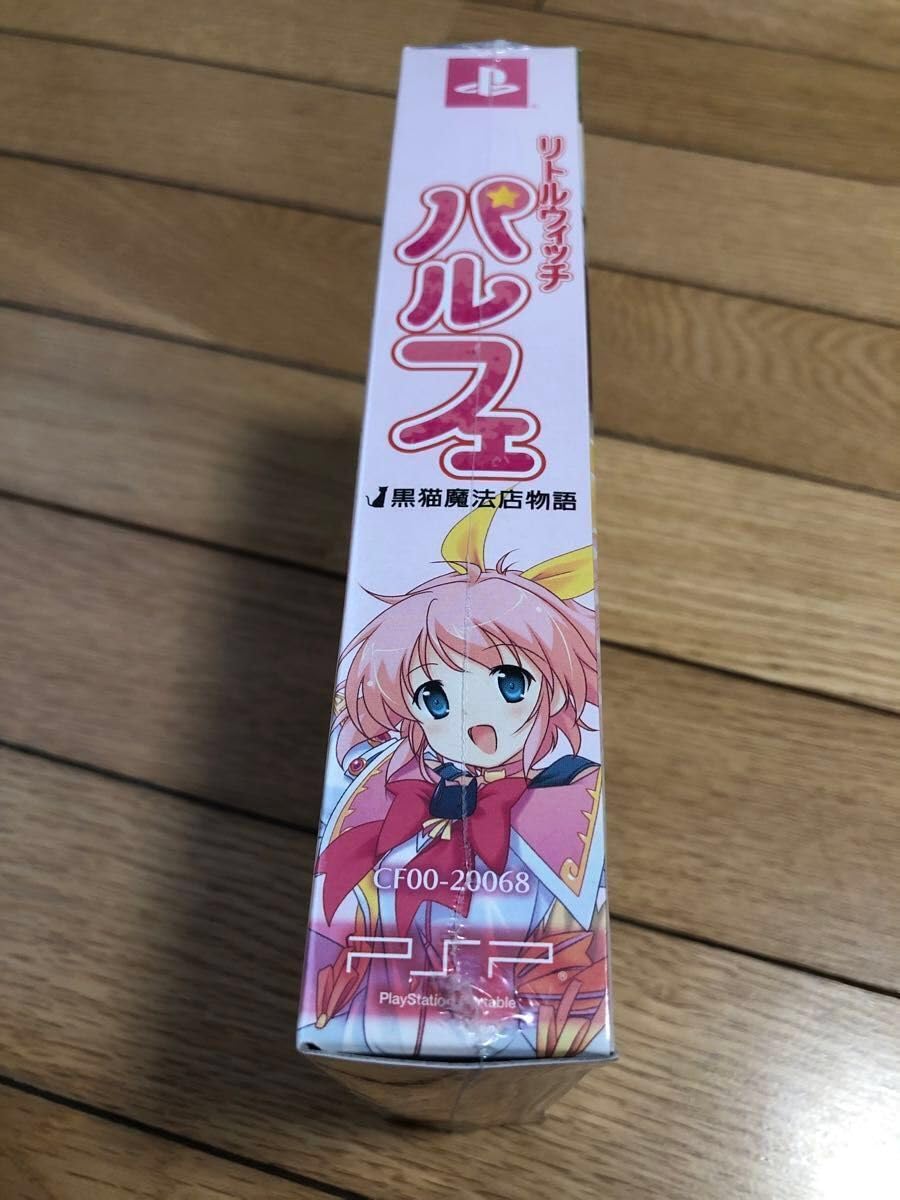 リトルウィッチ
パルフェ
黒猫魔法店物語
CF00-20068
PSP®
PlayStation Portable